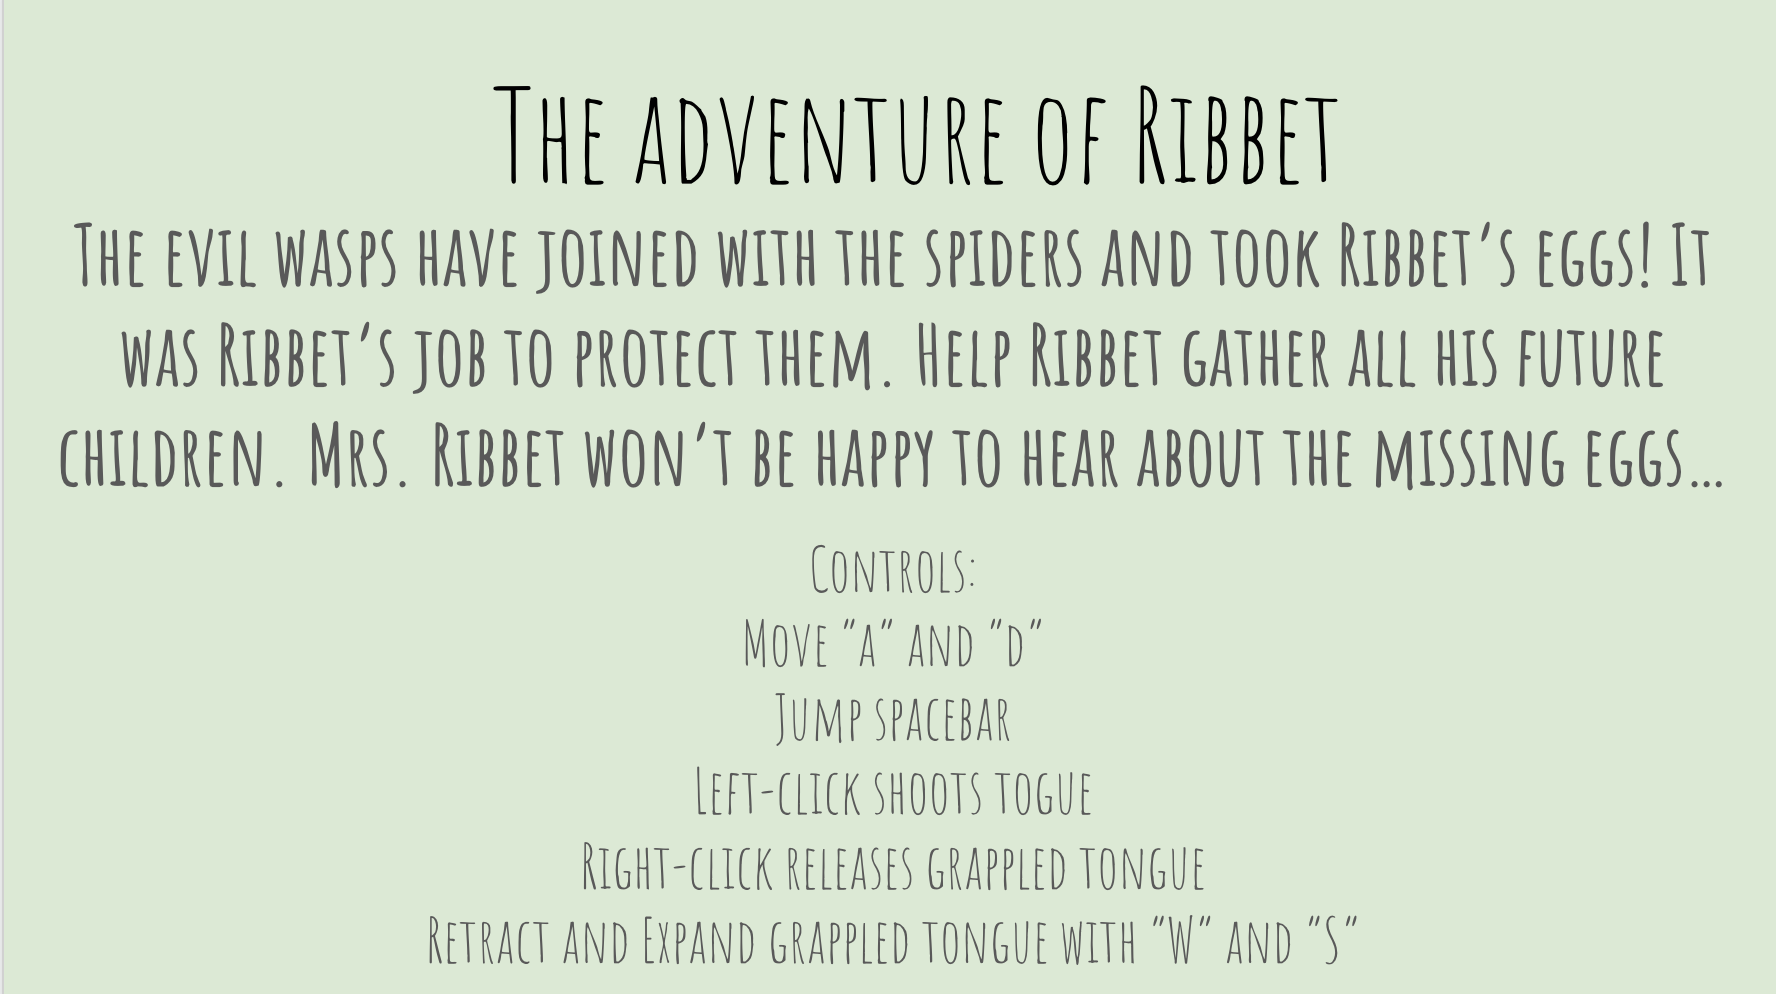 The adventure of Ribbet
The evil wasps have joined with the spiders and took Ribbet’s eggs! It
was Ribbet’s job to protect them. Help Ribbet gather all his future
children. Mrs. Ribbet won’t be happy to hear about the missing eggs…
Controls:
Move “a” and “d”
Jump spacebar
Left-click shoots togue
Right-click releases grappled tongue
Retract and Expand grappled tongue with “W” and “S”